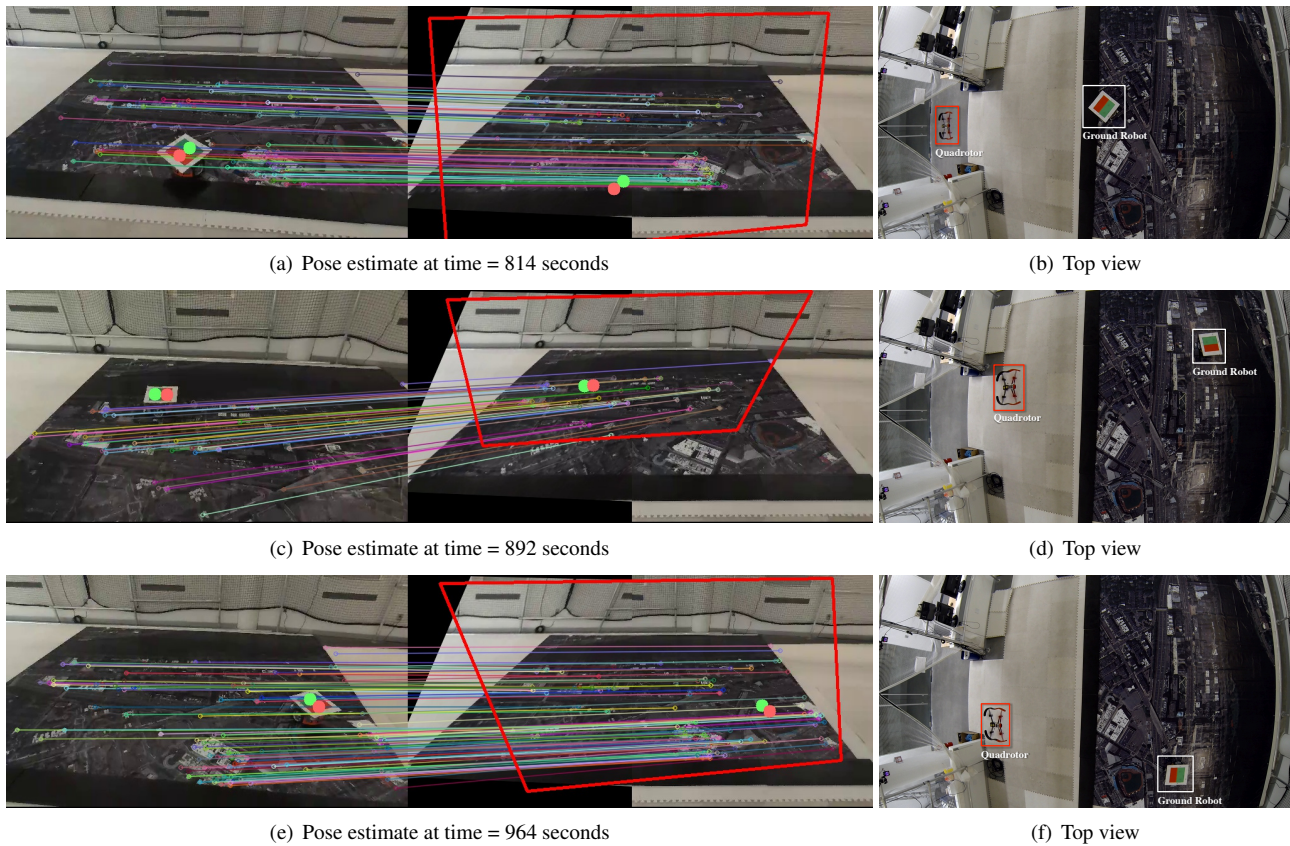 Quadrotor
Ground Robot
(a) Pose estimate at time = 814 seconds
(b) Top view
Quadrotor
Ground Robot
(c) Pose estimate at time = 892 seconds
(d) Top view
Quadrotor
Ground Robot
(e) Pose estimate at time = 964 seconds
(f) Top view